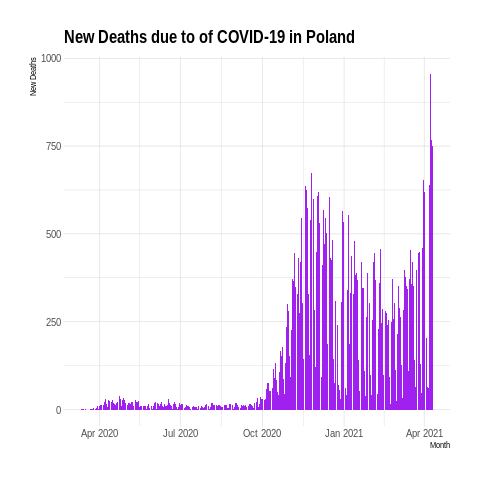 New Deaths due to of COVID-19 in Poland
New Deaths
1000
750
500
250
0
Apr 2020 Jul 2020 Oct 2020 Jan 2021 Apr 2021
Month